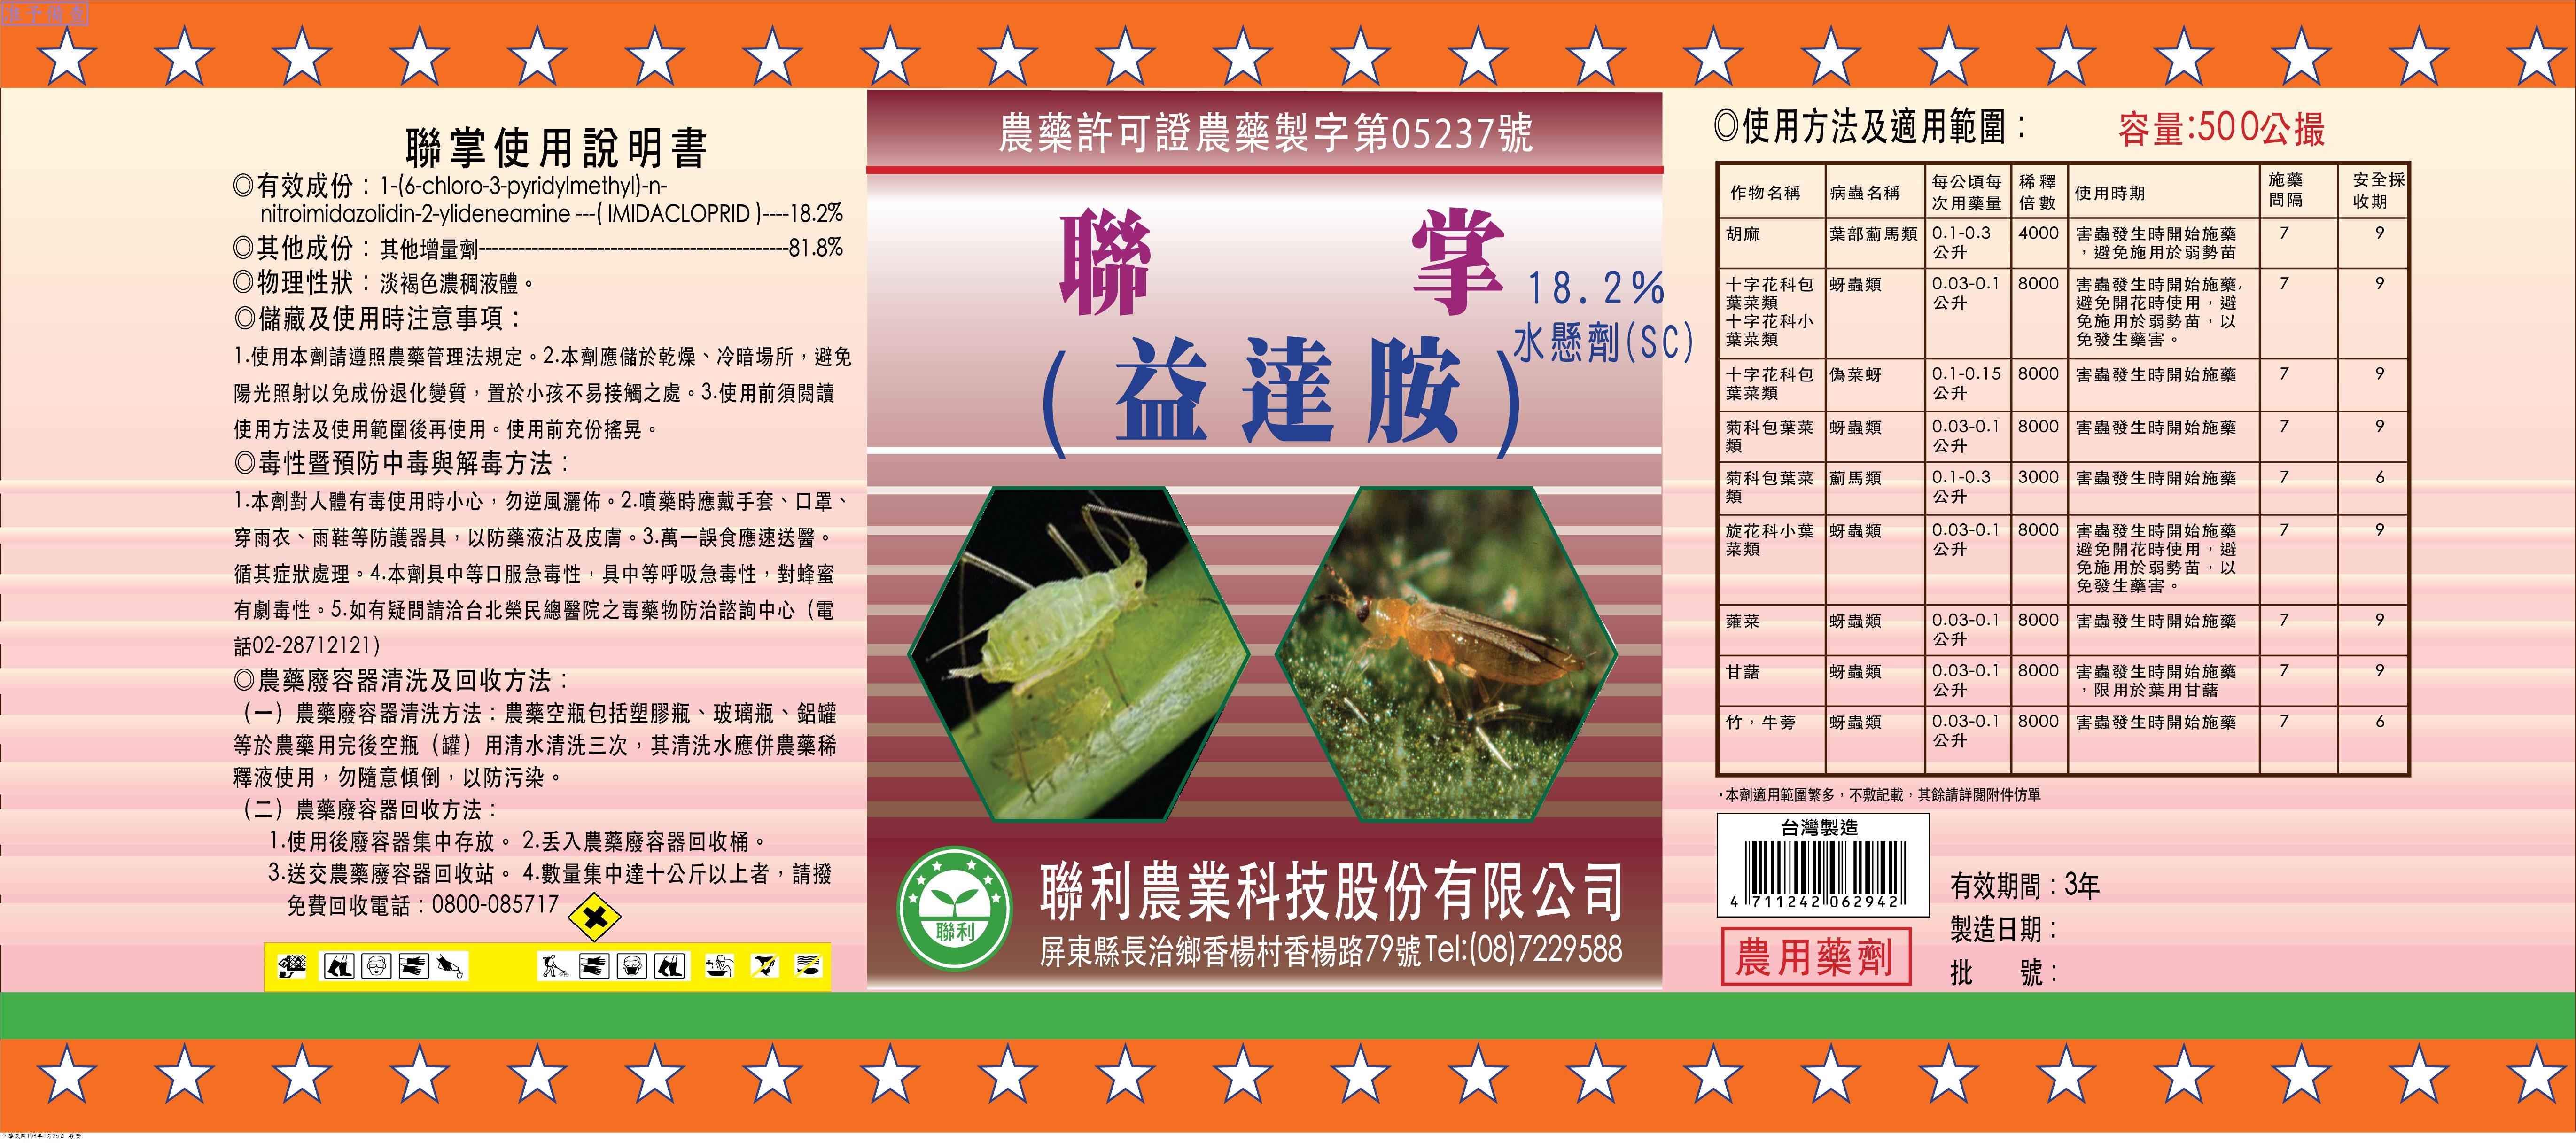 准予備查
聯掌使用說明書
◎有效成份：1-(6-chloro-3-pyridylmethyl)-n-
nitroimidazolidin-2-ylideneamine ---( IMIDACLOPRID )----18.2%
◎其他成份：其他增量劑-----------------------------------------------81.8%
◎物理性狀：淡褐色濃稠液體。
◎儲藏及使用時注意事項：
1.使用本劑請遵照農藥管理法規定。2.本劑應儲於乾燥、冷暗場所，避免
陽光照射以免成份退化變質，置於小孩不易接觸之處。3.使用前須閱讀
使用方法及使用範圍後再使用。使用前充份搖晃。
◎毒性暨預防中毒與解毒方法：
1.本劑對人體有毒使用時小心，勿逆風灑佈。2.噴藥時應戴手套、口罩、
穿雨衣、雨鞋等防護器具，以防藥液沾及皮膚。3.萬一誤食應速送醫。
循其症狀處理。4.本劑具中等口服急毒性，具中等呼吸急毒性，對蜂蜜
有劇毒性。5.如有疑問請洽台北榮民總醫院之毒藥物防治諮詢中心（電
話02-28712121)
◎農藥廢容器清洗及回收方法：
（一）農藥廢容器清洗方法：農藥空瓶包括塑膠瓶、玻璃瓶、鋁罐
等於農藥用完後空瓶（罐）用清水清洗三次，其清洗水應併農藥稀
釋液使用，勿隨意傾倒，以防污染。
（二）農藥廢容器回收方法：
1.使用後廢容器集中存放。 2.丟入農藥廢容器回收桶。
3.送交農藥廢容器回收站。 4.數量集中達十公斤以上者，請撥
免費回收電話：0800-085717
農藥許可證農藥製字第05237號
聯 掌
18.2%
水懸劑(SC)
(益達胺)
聯利
聯利農業科技股份有限公司
屏東縣長治鄉香楊村香楊路79號Tel:(08)7229588
◎使用方法及適用範圍： 容量:500公撮
作物名稱 病蟲名稱 每公頃每次用藥量 稀釋倍數 使用時期 施藥間隔 安全採收期
胡麻 葉部薊馬類 0.1-0.3公升 4000 害蟲發生時開始施藥，避免施用於弱勢苗 7 9
十字花科包葉菜類十字花科小葉菜類 蚜蟲類 0.03-0.1公升 8000 害蟲發生時開始施藥，避免開花時使用，避免施用於弱勢苗，以免發生藥害。 7 9
十字花科包葉菜類 偽菜蚜 0.1-0.15公升 8000 害蟲發生時開始施藥 7 9
菊科包葉菜類 蚜蟲類 0.03-0.1公升 8000 害蟲發生時開始施藥 7 9
菊科包葉菜類 薊馬類 0.1-0.3公升 3000 害蟲發生時開始施藥 7 6
旋花科小葉菜類 蚜蟲類 0.03-0.1公升 8000 害蟲發生時開始施藥避免開花時使用，避免施用於弱勢苗，以免發生藥害。 7 9
蕹菜 蚜蟲類 0.03-0.1公升 8000 害蟲發生時開始施藥 7 9
甘藷 蚜蟲類 0.03-0.1公升 8000 害蟲發生時開始施藥，限用於葉用甘藷 7 9
竹，牛蒡 蚜蟲類 0.03-0.1公升 8000 害蟲發生時開始施藥 7 6
·本劑適用範圍繁多，不敷記載，其餘請詳閱附件仿單
台灣製造
4 711242 062942
農用藥劑
有效期間：3年
製造日期：
批 號：
中華民國106年7月25日 簽發